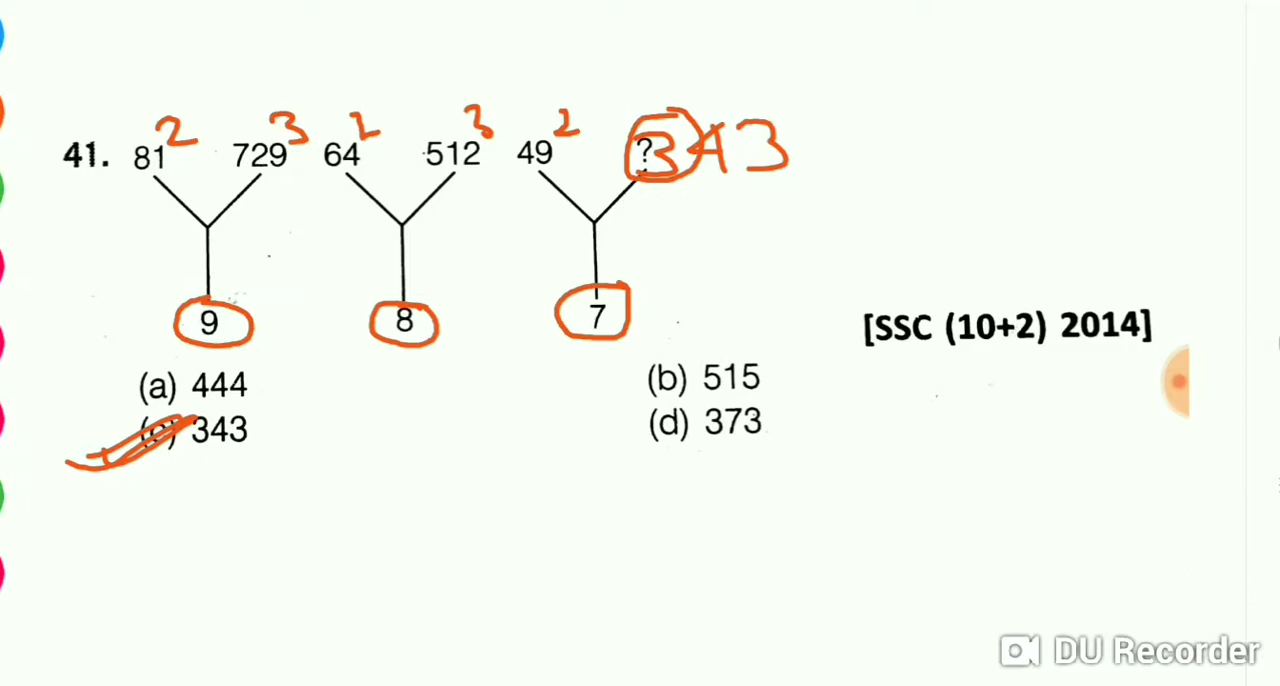 2 3 2 3 2
41. 81 729 64 512 49 ? 343
9 8 7
[SSC (10+2) 2014]
(a) 444 (b) 515
(c) 343 (d) 373
DU Recorder